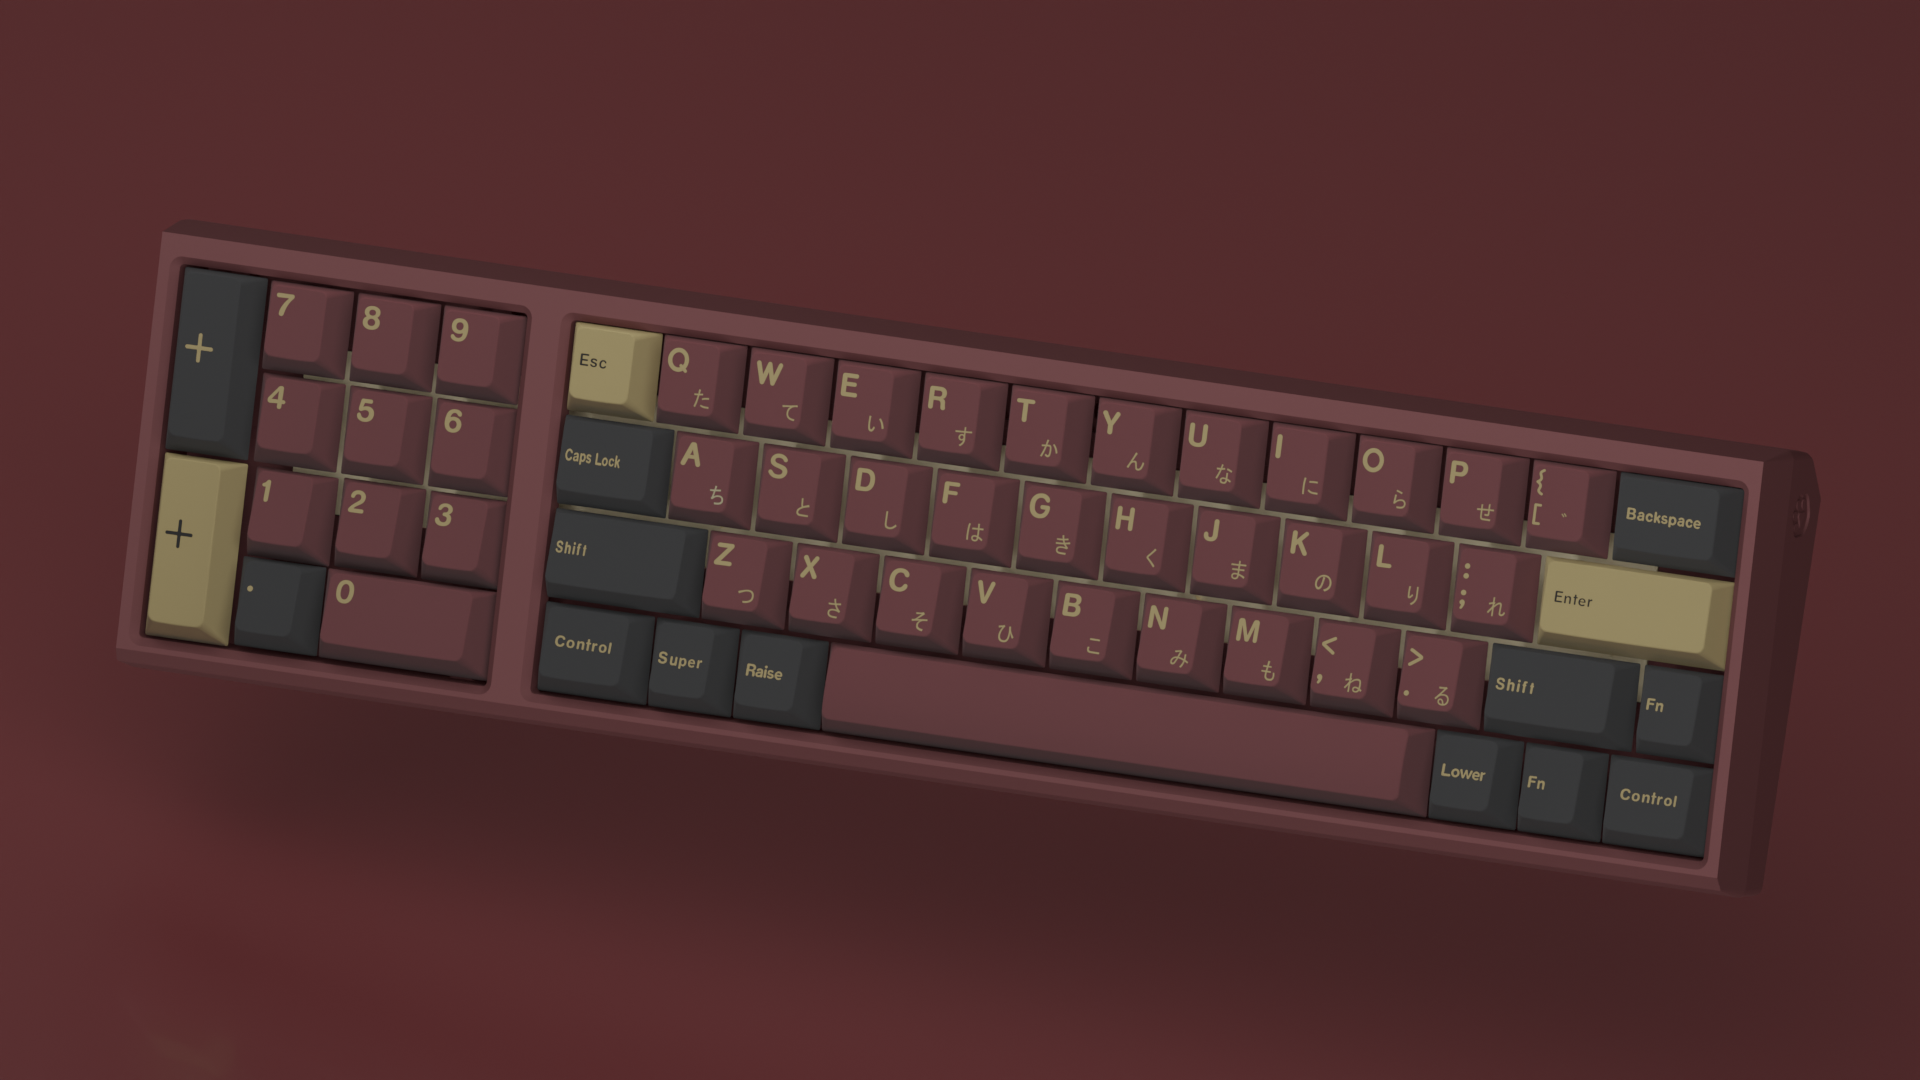 + 7 8 9
4 5 6
+ 1 2 3
. 0
Esc Q た W て E い R す T か Y ん U な I に O ら P せ { [ ゜ Backspace
Caps Lock A ち S と D し F は G き H く J ま K の L り : ; れ Enter
Shift Z つ X さ C そ V ひ B こ N み M も < , ね > . る Shift Fn
Control Super Raise Lower Fn Control